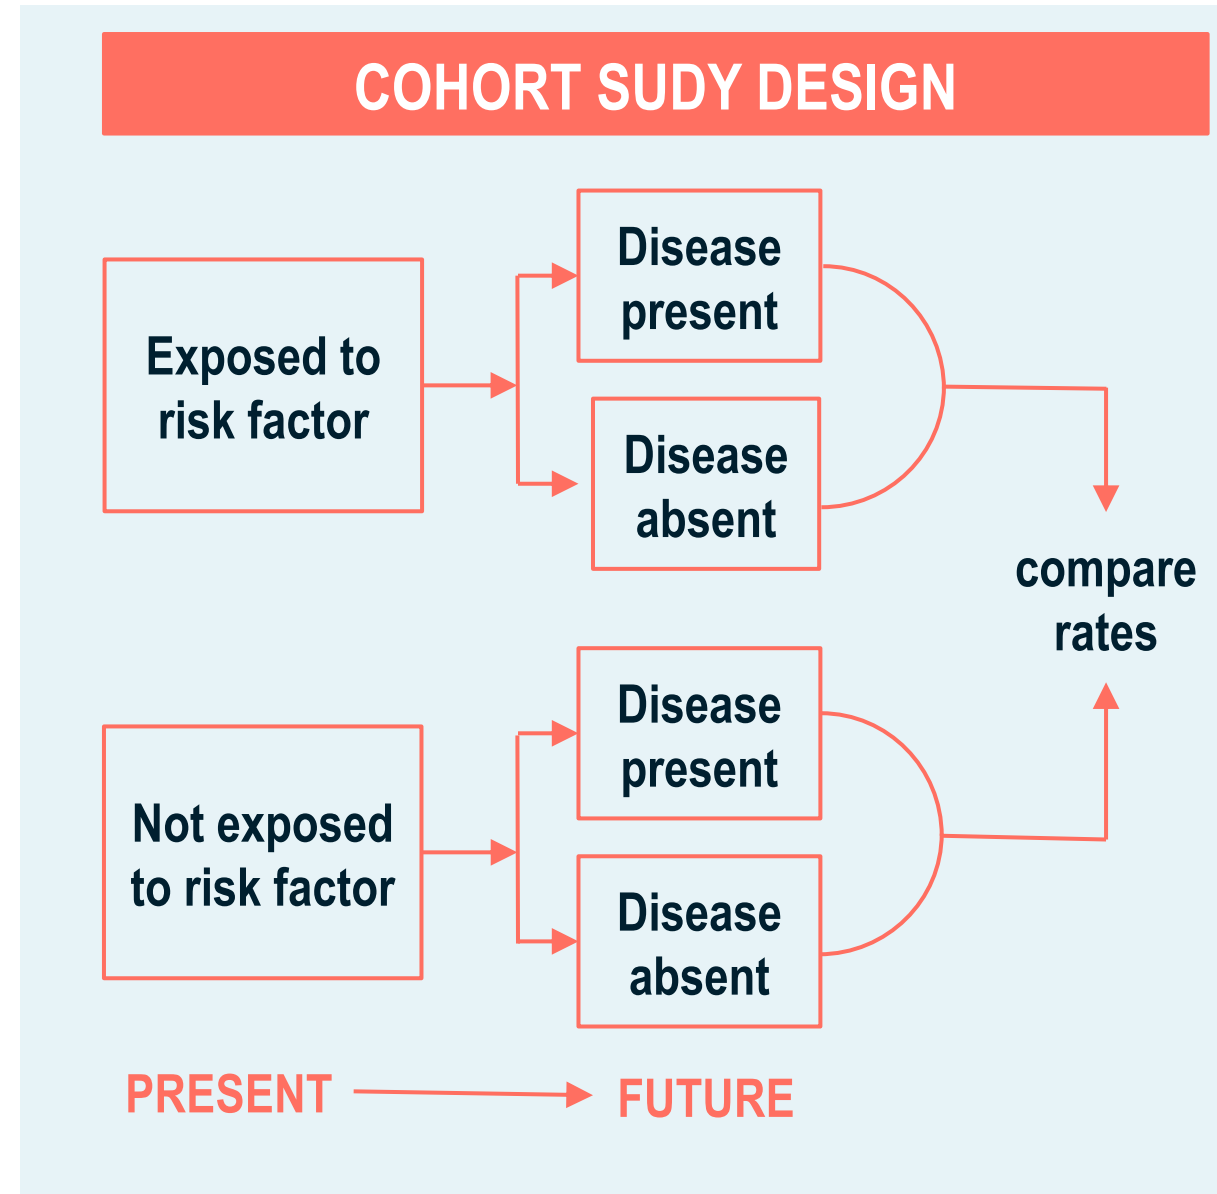 COHORT SUDY DESIGN
Exposed to
risk factor
Disease
present
Disease
absent
compare
rates
Not exposed
to risk factor
Disease
present
Disease
absent
PRESENT
FUTURE